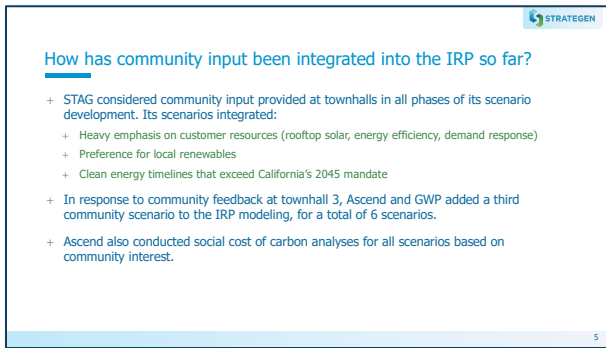 STRATEGEN
How has community input been integrated into the IRP so far?
+ STAG considered community input provided at townhalls in all phases of its scenario
development. Its scenarios integrated:
+ Heavy emphasis on customer resources (rooftop solar, energy efficiency, demand response)
+ Preference for local renewables
+ Clean energy timelines that exceed California's 2045 mandate
+ In response to community feedback at townhall 3, Ascend and GWP added a third
community scenario to the IRP modeling, for a total of 6 scenarios.
+ Ascend also conducted social cost of carbon analyses for all scenarios based on
community interest.
5